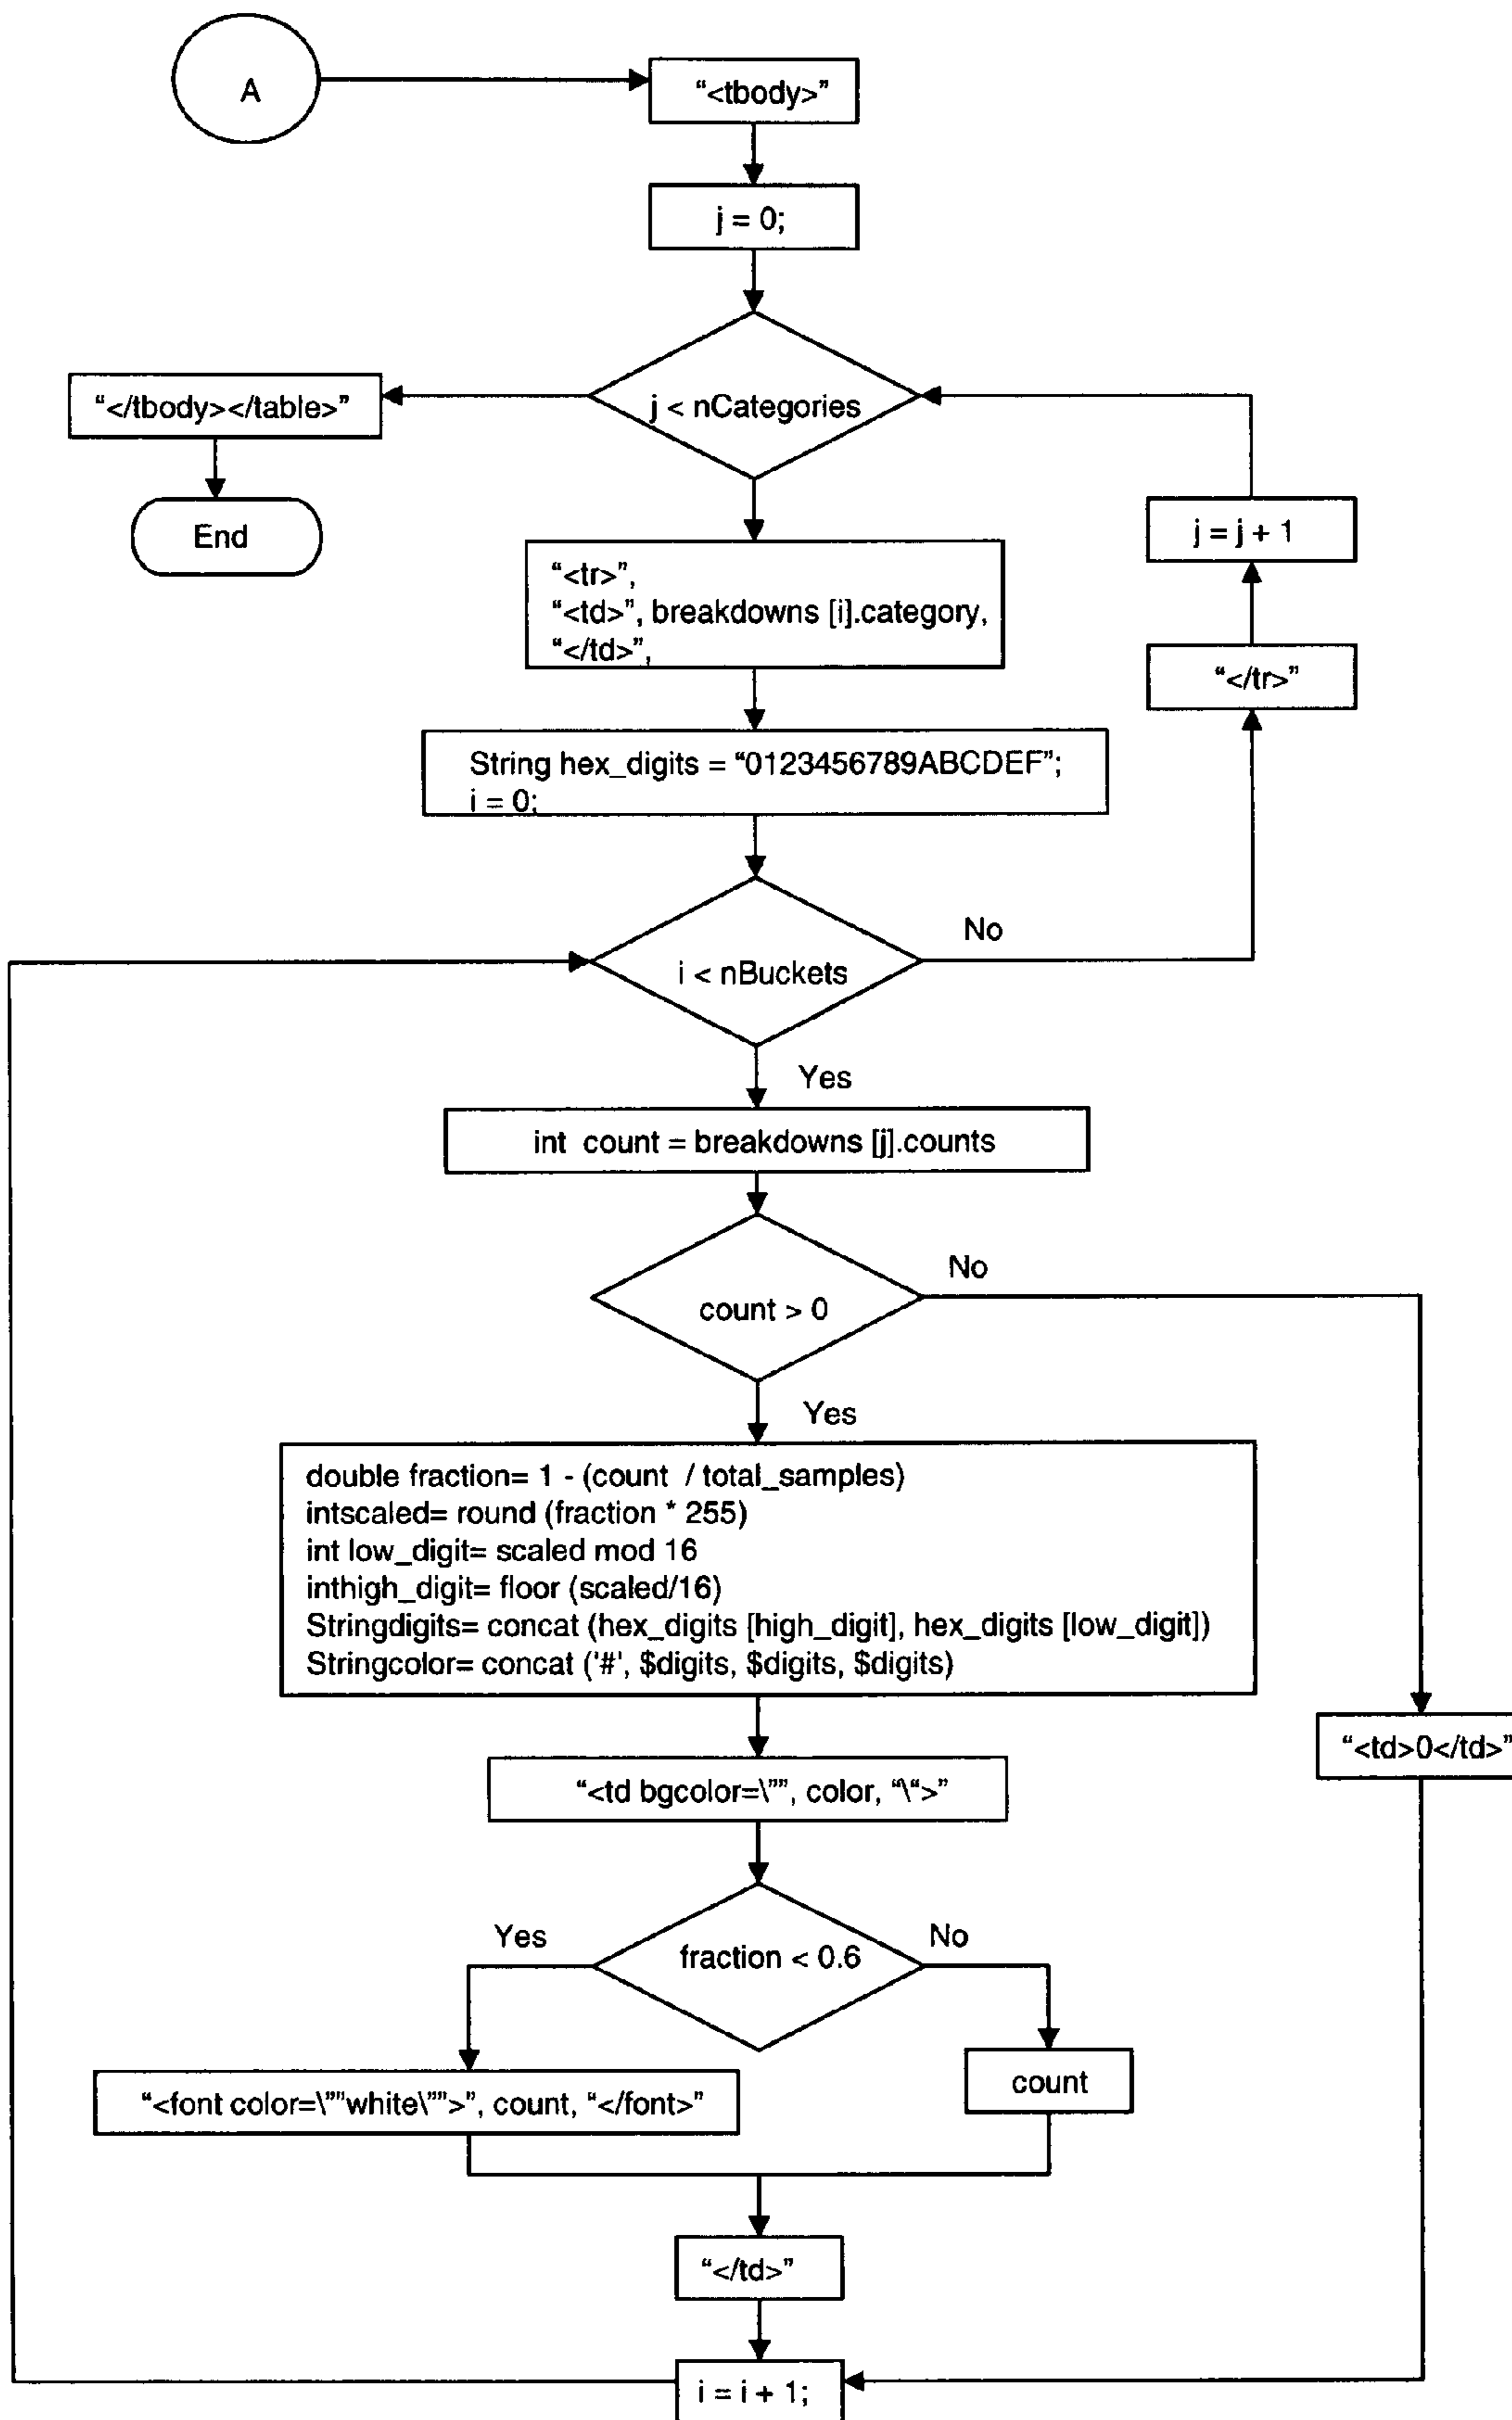 A
“<tbody>”
j = 0;
j < nCategories
“</tbody></table>”
End
j = j + 1
“<tr>”,
“<td>”, breakdowns [i].category,
“</td>”,
“</tr>”
String hex_digits = “0123456789ABCDEF”;
i = 0;
No
i < nBuckets
Yes
int count = breakdowns [j].counts
No
count > 0
Yes
double fraction= 1 - (count / total_samples)
intscaled= round (fraction * 255)
int low_digit= scaled mod 16
inthigh_digit= floor (scaled/16)
Stringdigits= concat (hex_digits [high_digit], hex_digits [low_digit])
Stringcolor= concat ('#', $digits, $digits, $digits)
“<td>0</td>”
“<td bgcolor=\””, color, “\“>”
Yes
No
fraction < 0.6
“<font color=\””white\””>”, count, “</font>”
count
“</td>”
i = i + 1;